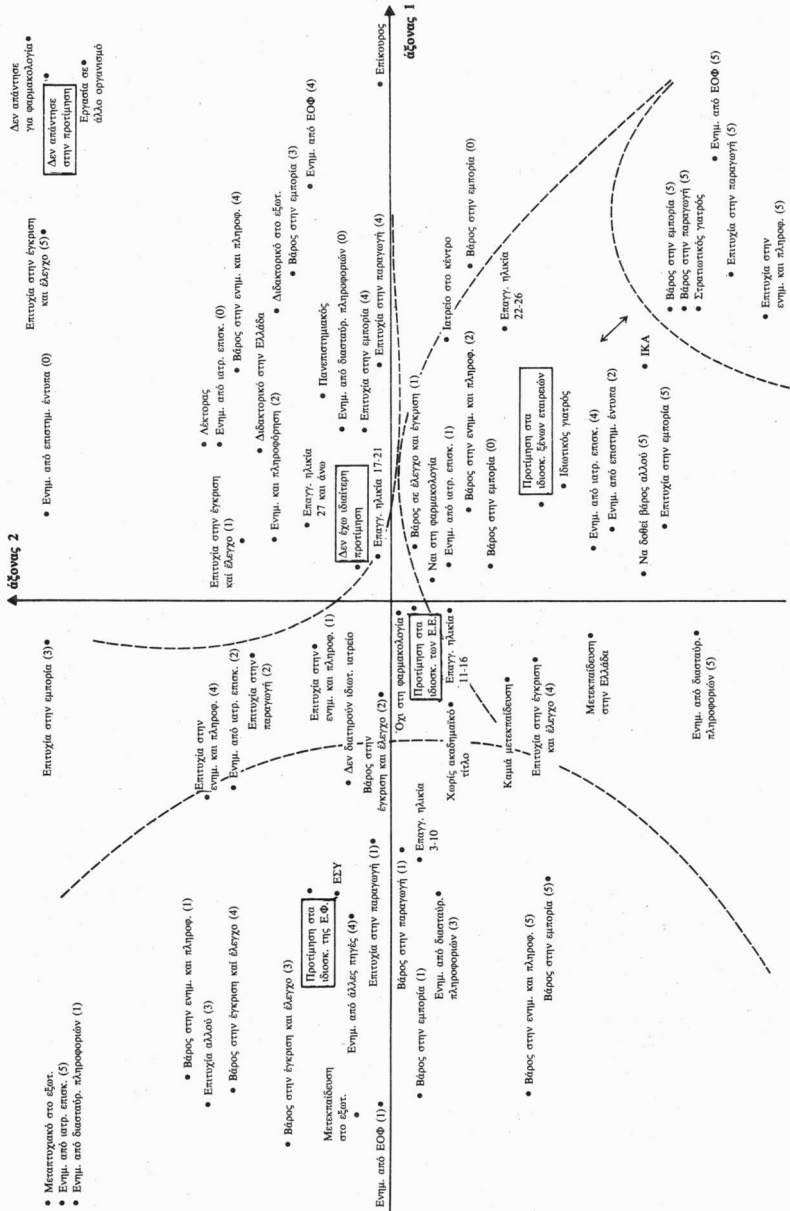 Δεν απάντησε
για φαρμακολογία
Δεν απάντησε
στην προτίμηση
Εργασία σε
άλλο οργανισμό
Επιτυχία στην έγκριση
και έλεγχο (5)
Ενημ. από επιστημ. έντυπα (0)
άξονας 2
Λέκτορας
Ενημ. από ιατρ. επισκ. (0)
Βάρος στην ενημ. και πληροφ. (4)
Επιτυχία στην έγκριση
καί έλεγχο (1)
Διδακτορικό στην Ελλάδα
Ενημ. και πληροφόρηση (2)
Διδακτορικό στο εξωτ.
Βάρος στην εμπορία (3)
Ενημ. από ΕΟΦ (4)
Επαγγ. ηλικία
27 και άνω
Πανεπιστημιακός
Ενημ. από διασταύρ. πληροφοριών (0)
Επιτυχία στην εμπορία (4)
Επιτυχία στην παραγωγή (4)
Δεν έχω ιδιαίτερη
προτίμηση
Επαγγ. ηλικία 17-21
Επίκουρος
άξονας 1
Επιτυχία στην εμπορία (3)
Επιτυχία στην
ενημ. και πληροφ. (4)
Ενημ. από ιατρ. επισκ. (2)
Επιτυχία στην
παραγωγή (2)
Επιτυχία στην
ενημ. και πληροφ. (1)
Δεν διατηρούν ιδιωτ. ιατρείο
Βάρος στην
έγκριση και έλεγχο (2)
Μεταπτυχιακό στο εξωτ.
Ενημ. από ιατρ. επισκ. (5)
Ενημ. από διασταύρ. πληροφοριών (1)
Βάρος στην ενημ. και πληροφ. (1)
Επιτυχία αλλού (3)
Βάρος στην έγκριση καί έλεγχο (4)
Βάρος στην έγκριση και έλεγχο (3)
Προτίμηση στα
ιδιοσκ. της Ε.Φ.
ΕΣΥ
Μετεκπαίδευση
στο εξωτ.
Ενημ. από άλλες πηγές (4)
Επιτυχία στην παραγωγή (1)
Ενημ. από ΕΟΦ (1)
Όχι στη φαρμακολογία
Προτίμηση στα
ιδιοσκ. των Ε.Ε.
Επαγγ. ηλικία
11-16
Χωρίς ακαδημαϊκό
τίτλο
Καμιά μετεκπαίδευση
Επιτυχία στην έγκριση
και έλεγχο (4)
Μετεκπαίδευση
στην Ελλάδα
Ενημ. από διασταύρ.
πληροφοριών (5)
Βάρος στην παραγωγή (1)
Επαγγ. ηλικία
3-10
Βάρος στην εμπορία (1)
Ενημ. από διασταύρ.
πληροφοριών (3)
Βάρος στην ενημ. και πληροφ. (5)
Βάρος στην εμπορία (5)
Βάρος σε έλεγχο και έγκριση (1)
Ναι στη φαρμακολογία
Ενημ. από ιατρ. επισκ. (1)
Βάρος στην ενημ. και πληροφ. (2)
Βάρος στην εμπορία (0)
Ιατρείο στο κέντρο
Βάρος στην εμπορία (0)
Επαγγ. ηλικία
22-26
Προτίμηση στα
ιδιοσκ. ξένων εταιρειών
Ιδιωτικός γιατρός
Ενημ. από ιατρ. επισκ. (4)
Ενημ. από επιστημ. έντυπα (2)
Να δοθεί βάρος αλλού (5)
Επιτυχία στην εμπορία (5)
ΙΚΑ
Βάρος στην εμπορία (5)
Βάρος στην παραγωγή (5)
Στρατιωτικός γιατρός
Ενημ. από ΕΟΦ (5)
Επιτυχία στην παραγωγή (5)
Επιτυχία στην
ενημ. και πληροφ. (5)